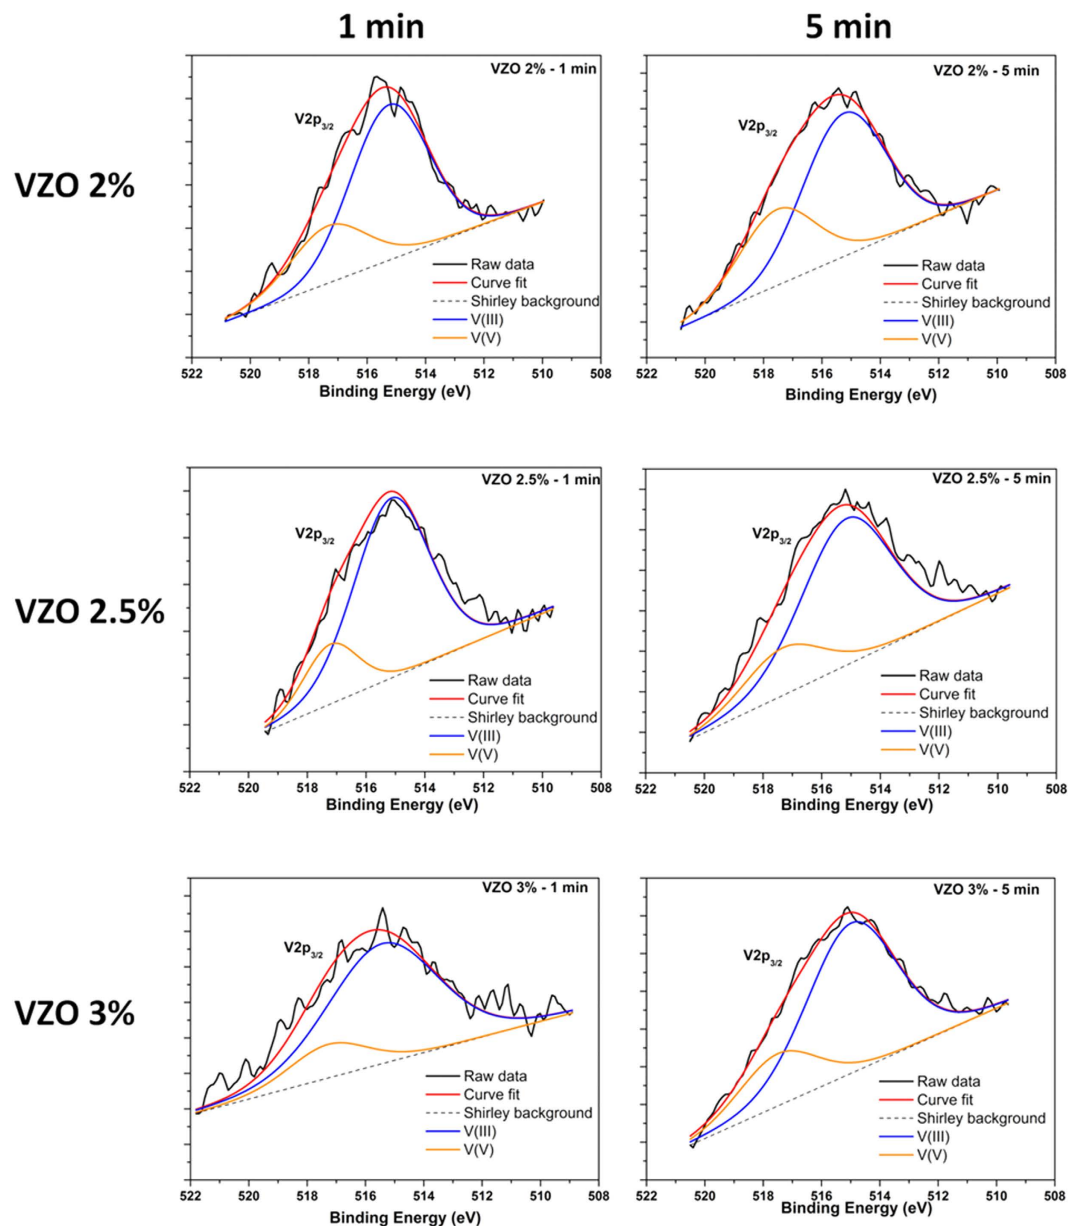 1 min
5 min
VZO 2%
VZO 2% - 1 min
V2p3/2
Raw data
Curve fit
Shirley background
V(III)
V(V)
522 520 518 516 514 512 510 508
Binding Energy (eV)
VZO 2% - 5 min
V2p3/2
Raw data
Curve fit
Shirley background
V(III)
V(V)
522 520 518 516 514 512 510 508
Binding Energy (eV)
VZO 2.5%
VZO 2.5% - 1 min
V2p3/2
Raw data
Curve fit
Shirley background
V(III)
V(V)
522 520 518 516 514 512 510 508
Binding Energy (eV)
VZO 2.5% - 5 min
V2p3/2
Raw data
Curve fit
Shirley background
V(III)
V(V)
522 520 518 516 514 512 510 508
Binding Energy (eV)
VZO 3%
VZO 3% - 1 min
V2p3/2
Raw data
Curve fit
Shirley background
V(III)
V(V)
522 520 518 516 514 512 510 508
Binding Energy (eV)
VZO 3% - 5 min
V2p3/2
Raw data
Curve fit
Shirley background
V(III)
V(V)
522 520 518 516 514 512 510 508
Binding Energy (eV)